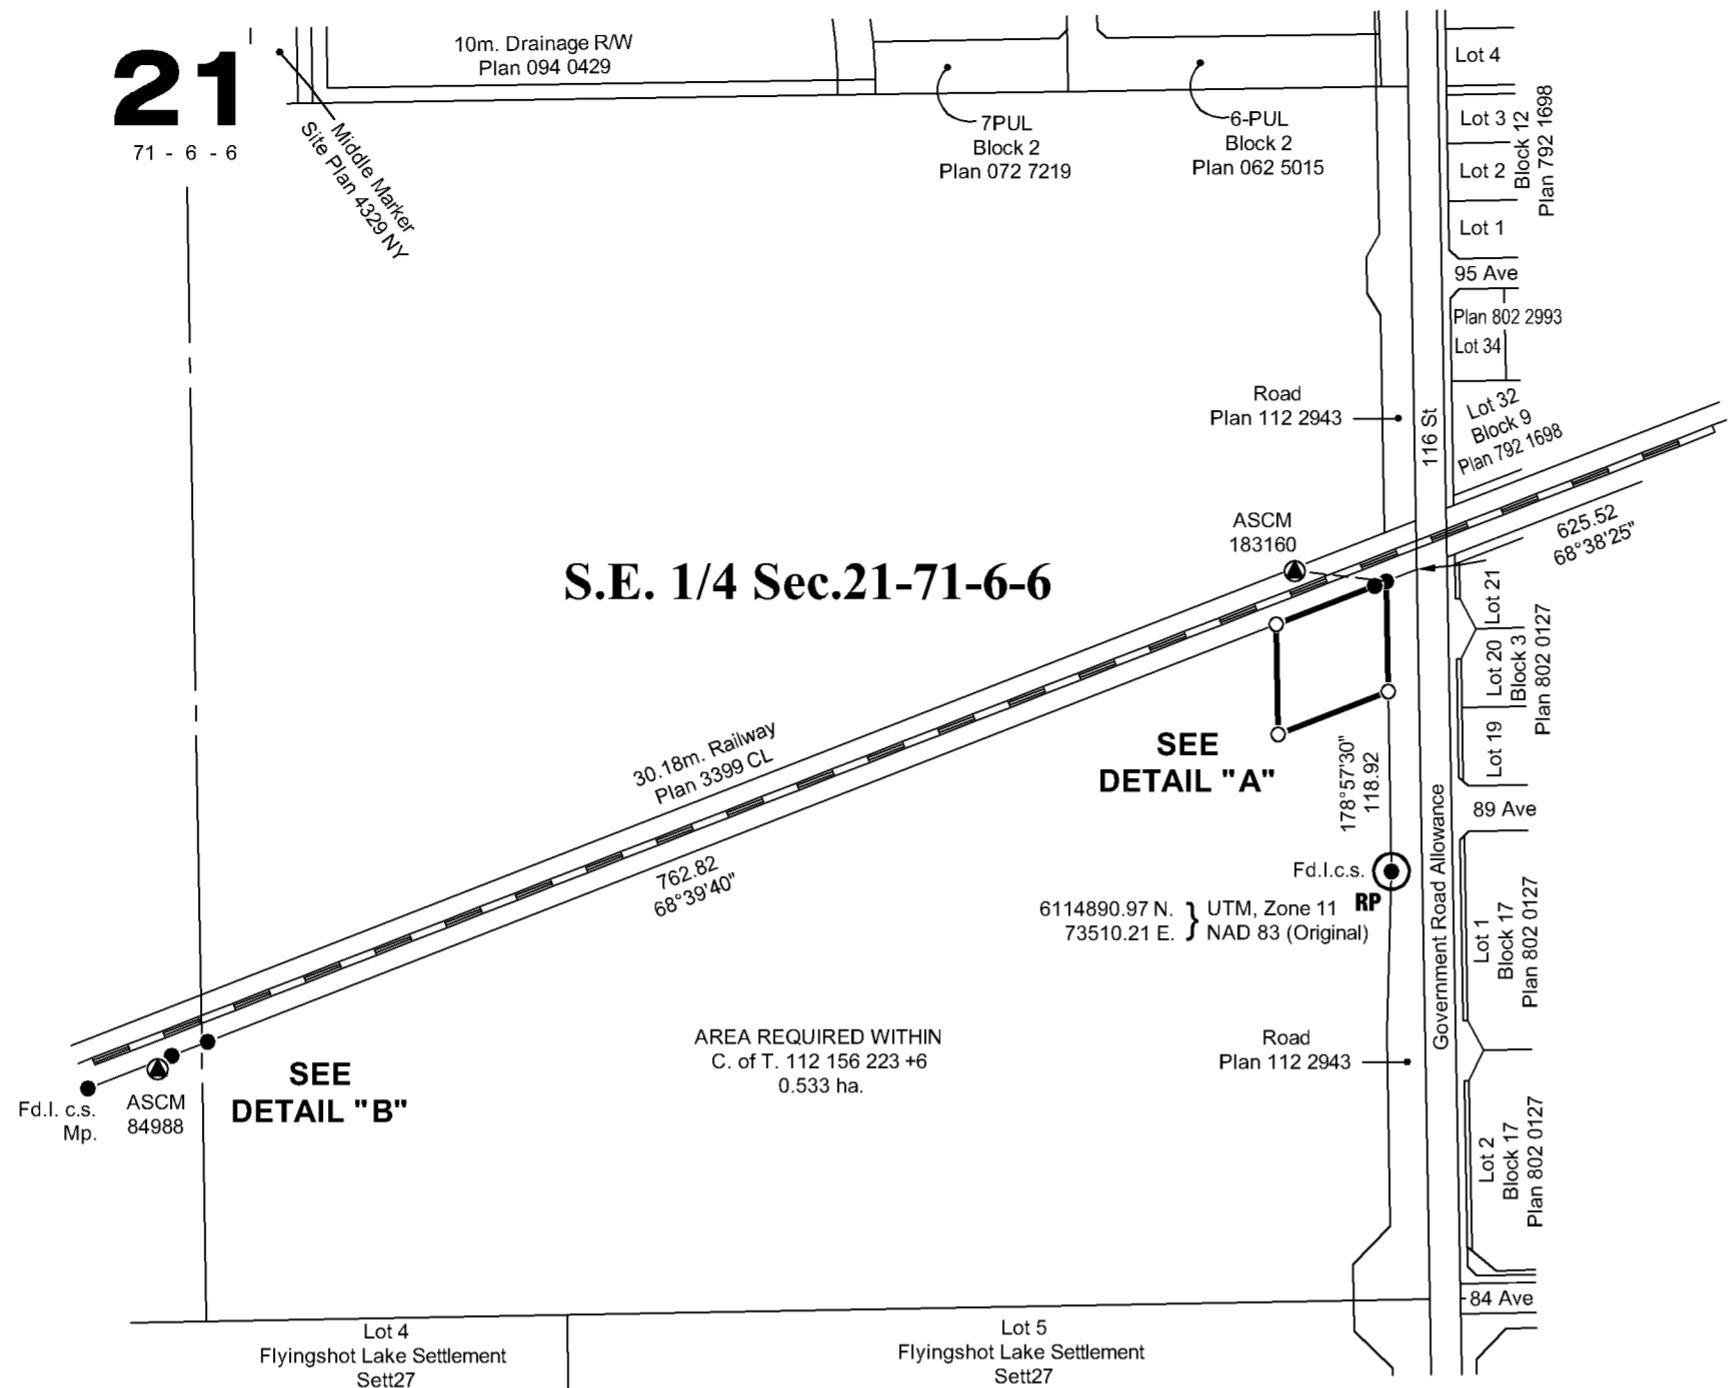 21
71 - 6 - 6
10m. Drainage R/W
Plan 094 0429
Middle Marker
Site Plan 4329 NY
7PUL
Block 2
Plan 072 7219
6-PUL
Block 2
Plan 062 5015
Lot 4
Lot 3
Lot 2
Lot 1
Block 12
Plan 792 1698
95 Ave
Plan 802 2993
Lot 34
Lot 32
Block 9
Plan 792 1698
Road
Plan 112 2943
116 St
ASCM
183160
625.52
68°38'25"
S.E. 1/4 Sec.21-71-6-6
Lot 21
Lot 20
Lot 19
Block 3
Plan 802 0127
30.18m. Railway
Plan 3399 CL
SEE
DETAIL "A"
178°57'30"
118.92
89 Ave
762.82
68°39'40"
Fd.I.c.s.
RP
6114890.97 N.
73510.21 E.
}
UTM, Zone 11
NAD 83 (Original)
Government Road Allowance
Lot 1
Block 17
Plan 802 0127
AREA REQUIRED WITHIN
C. of T. 112 156 223 +6
0.533 ha.
Road
Plan 112 2943
SEE
DETAIL "B"
Fd.I. c.s.
Mp.
ASCM
84988
Lot 2
Block 17
Plan 802 0127
84 Ave
Lot 4
Flyingshot Lake Settlement
Sett27
Lot 5
Flyingshot Lake Settlement
Sett27